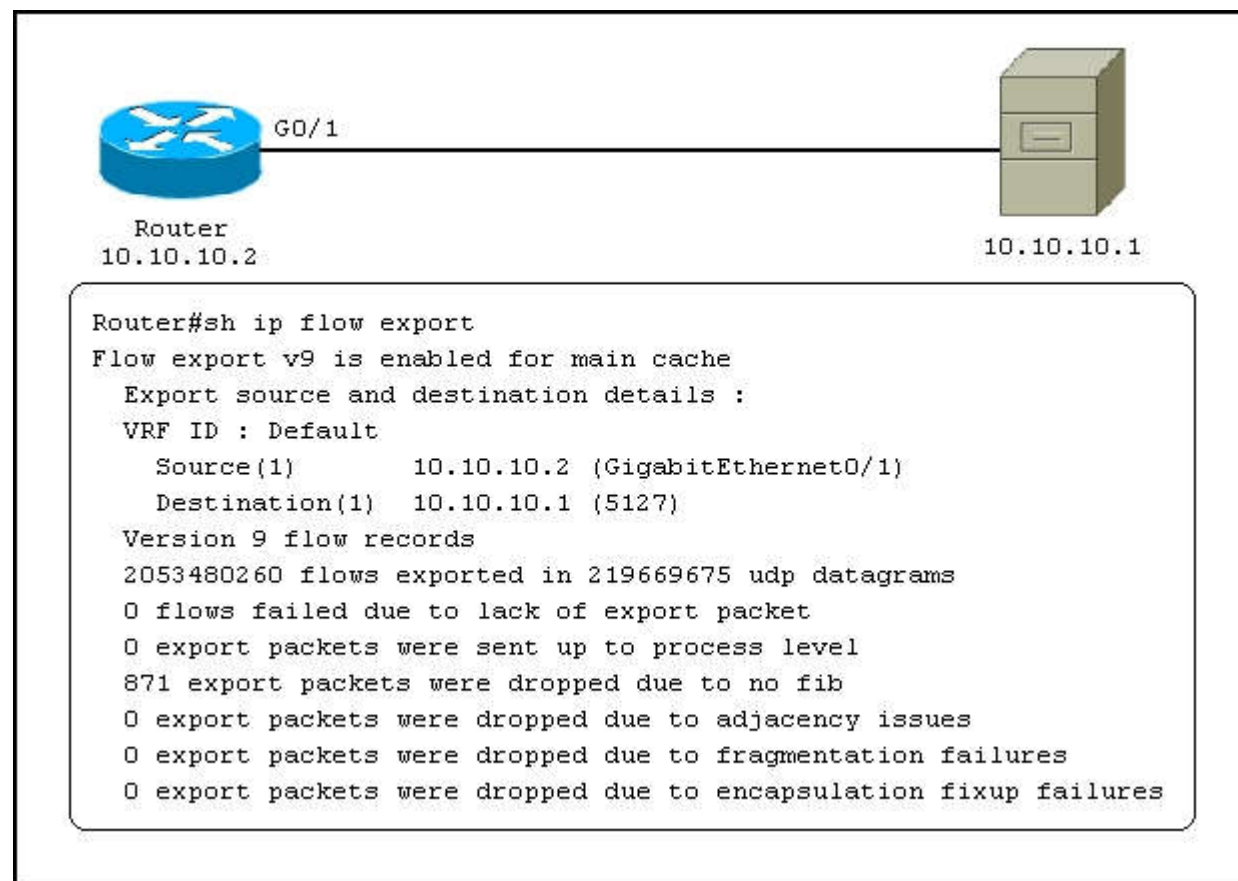 G0/1
Router
10.10.10.2
10.10.10.1
Router#sh ip flow export
Flow export v9 is enabled for main cache
Export source and destination details :
VRF ID : Default
Source(1) 10.10.10.2 (GigabitEthernet0/1)
Destination(1) 10.10.10.1 (5127)
Version 9 flow records
2053480260 flows exported in 219669675 udp datagrams
0 flows failed due to lack of export packet
0 export packets were sent up to process level
871 export packets were dropped due to no fib
0 export packets were dropped due to adjacency issues
0 export packets were dropped due to fragmentation failures
0 export packets were dropped due to encapsulation fixup failures